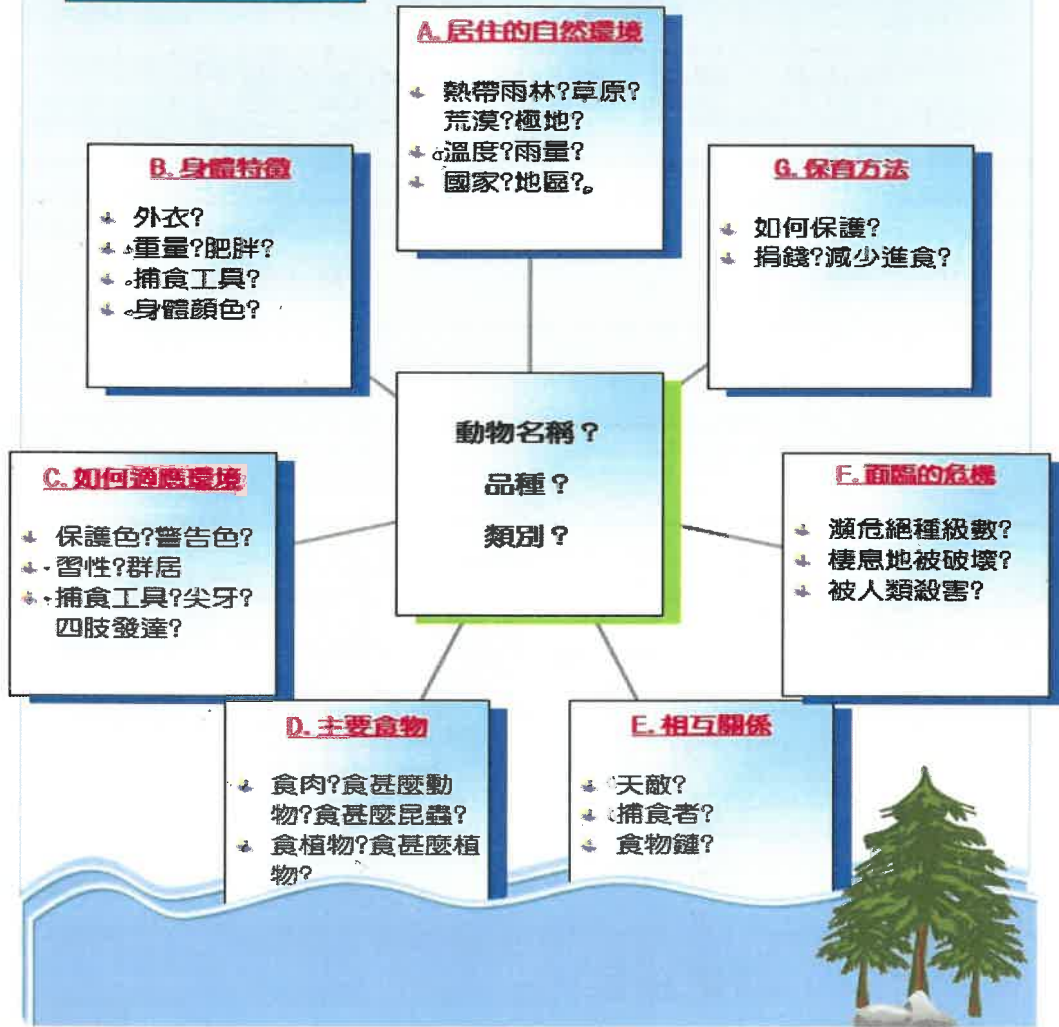 A. 居住的自然環境
熱帶雨林?草原?
荒漠?極地?
溫度?雨量?
國家?地區?。
B. 身體特徵
外衣?
重量?肥胖?
捕食工具?
身體顏色?
G. 保育方法
如何保護?
捐錢?減少進食?
動物名稱?
品種?
類別?
C. 如何適應環境
保護色?警告色?
習性?群居
捕食工具?尖牙?
四肢發達?
F. 面臨的危機
瀕危絕種級數?
棲息地被破壞?
被人類殺害?
D. 主要食物
食肉?食甚麼動
物?食甚麼昆蟲?
食植物?食甚麼植
物?
E. 相互關係
天敵?
捕食者?
食物鏈?